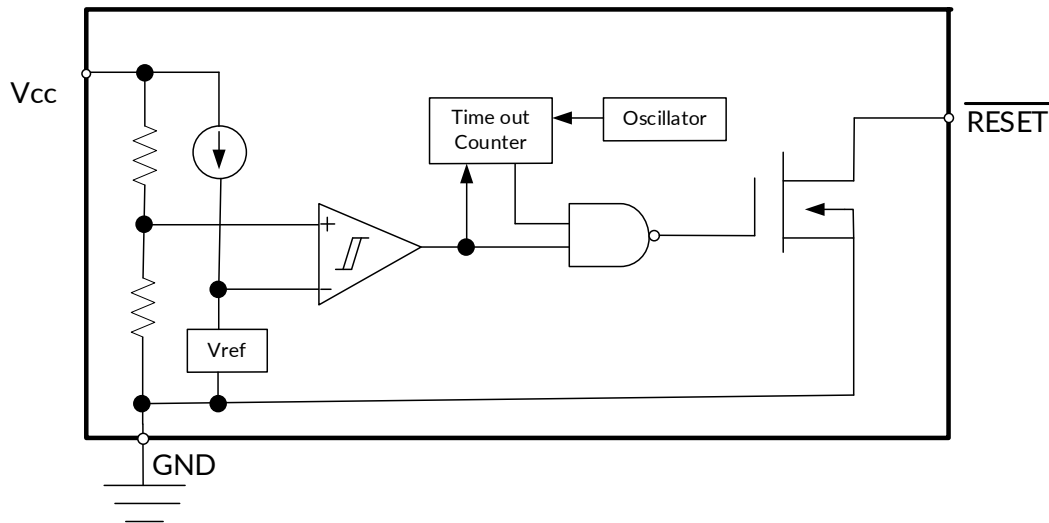 Vcc
Time out
Counter
Oscillator
RESET
+
−
Vref
GND